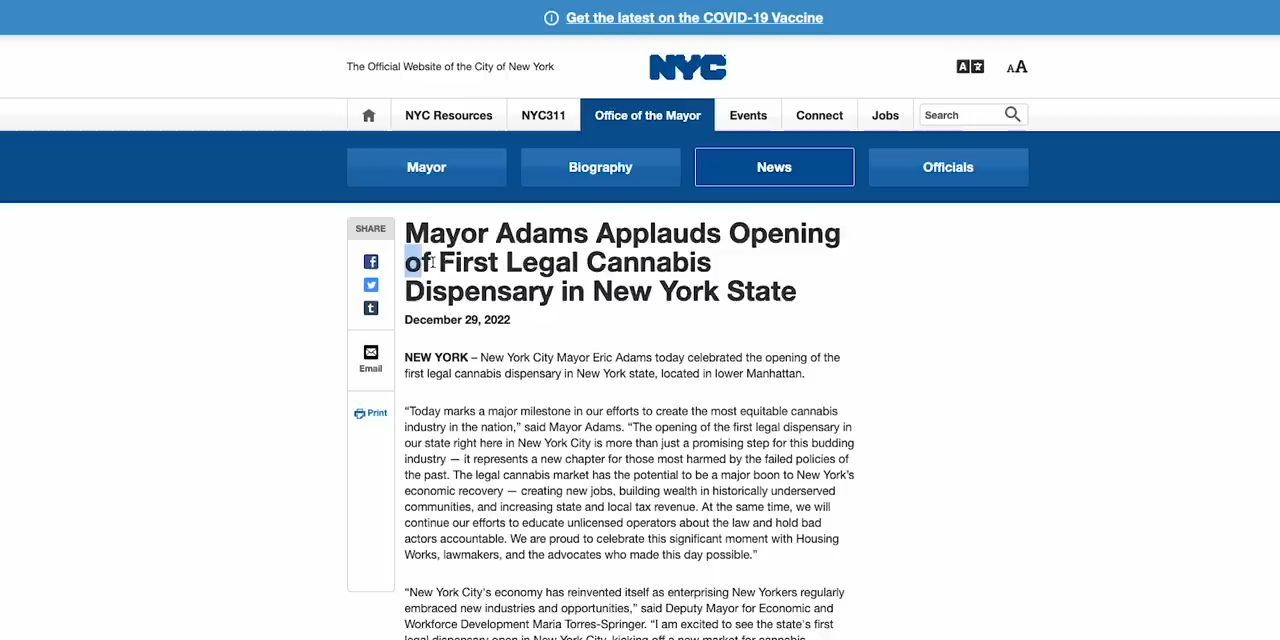 Get the latest on the COVID-19 Vaccine
The Official Website of the City of New York
NYC
NYC Resources
NYC311
Office of the Mayor
Events
Connect
Jobs
Search
Mayor
Biography
News
Officials
SHARE
Email
Print
Mayor Adams Applauds Opening
of First Legal Cannabis
Dispensary in New York State
December 29, 2022
NEW YORK – New York City Mayor Eric Adams today celebrated the opening of the
first legal cannabis dispensary in New York state, located in lower Manhattan.
“Today marks a major milestone in our efforts to create the most equitable cannabis
industry in the nation,” said Mayor Adams. “The opening of the first legal dispensary in
our state right here in New York City is more than just a promising step for this budding
industry — it represents a new chapter for those most harmed by the failed policies of
the past. The legal cannabis market has the potential to be a major boon to New York’s
economic recovery — creating new jobs, building wealth in historically underserved
communities, and increasing state and local tax revenue. At the same time, we will
continue our efforts to educate unlicensed operators about the law and hold bad
actors accountable. We are proud to celebrate this significant moment with Housing
Works, lawmakers, and the advocates who made this day possible.”
“New York City's economy has reinvented itself as enterprising New Yorkers regularly
embraced new industries and opportunities,” said Deputy Mayor for Economic and
Workforce Development Maria Torres-Springer. “I am excited to see the state's first
legal dispensary open in New York City, kicking off a new market for cannabis